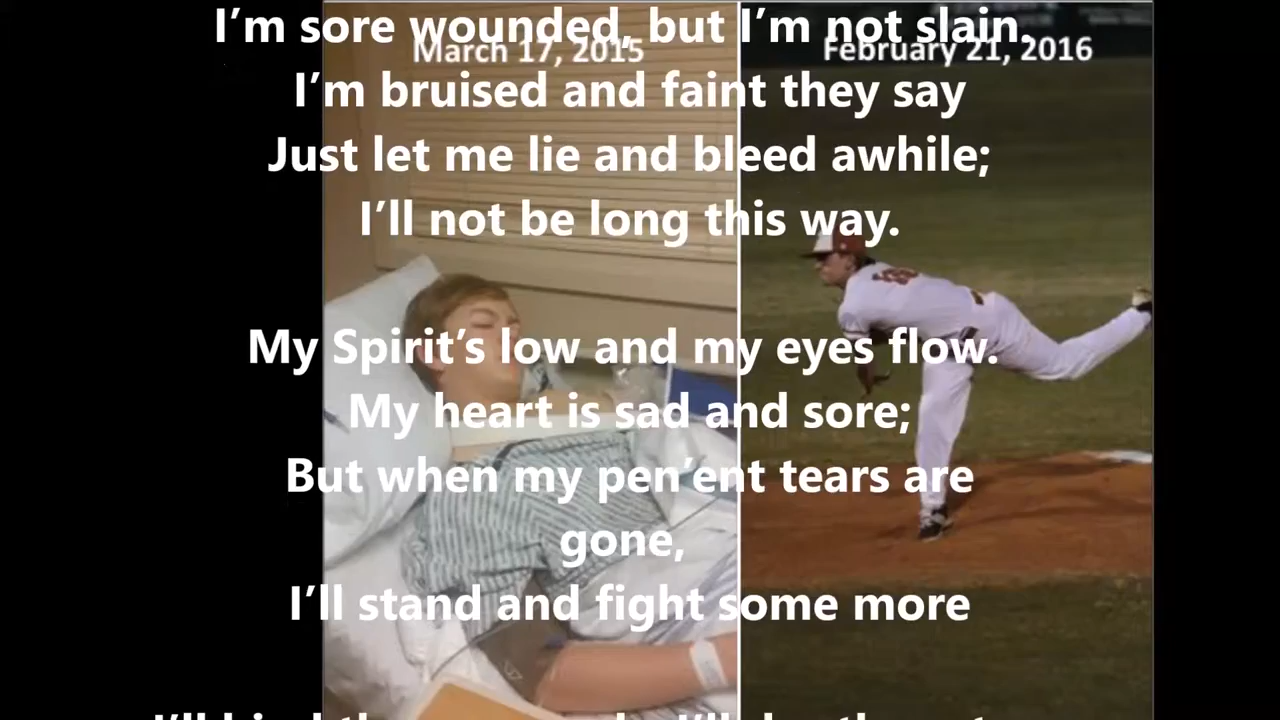 I’m sore wounded, but I’m not slain.
March 17, 2015
February 21, 2016
I’m bruised and faint they say
Just let me lie and bleed awhile;
I’ll not be long this way.
My Spirit’s low and my eyes flow.
My heart is sad and sore;
But when my pen’ent tears are
gone,
I’ll stand and fight some more